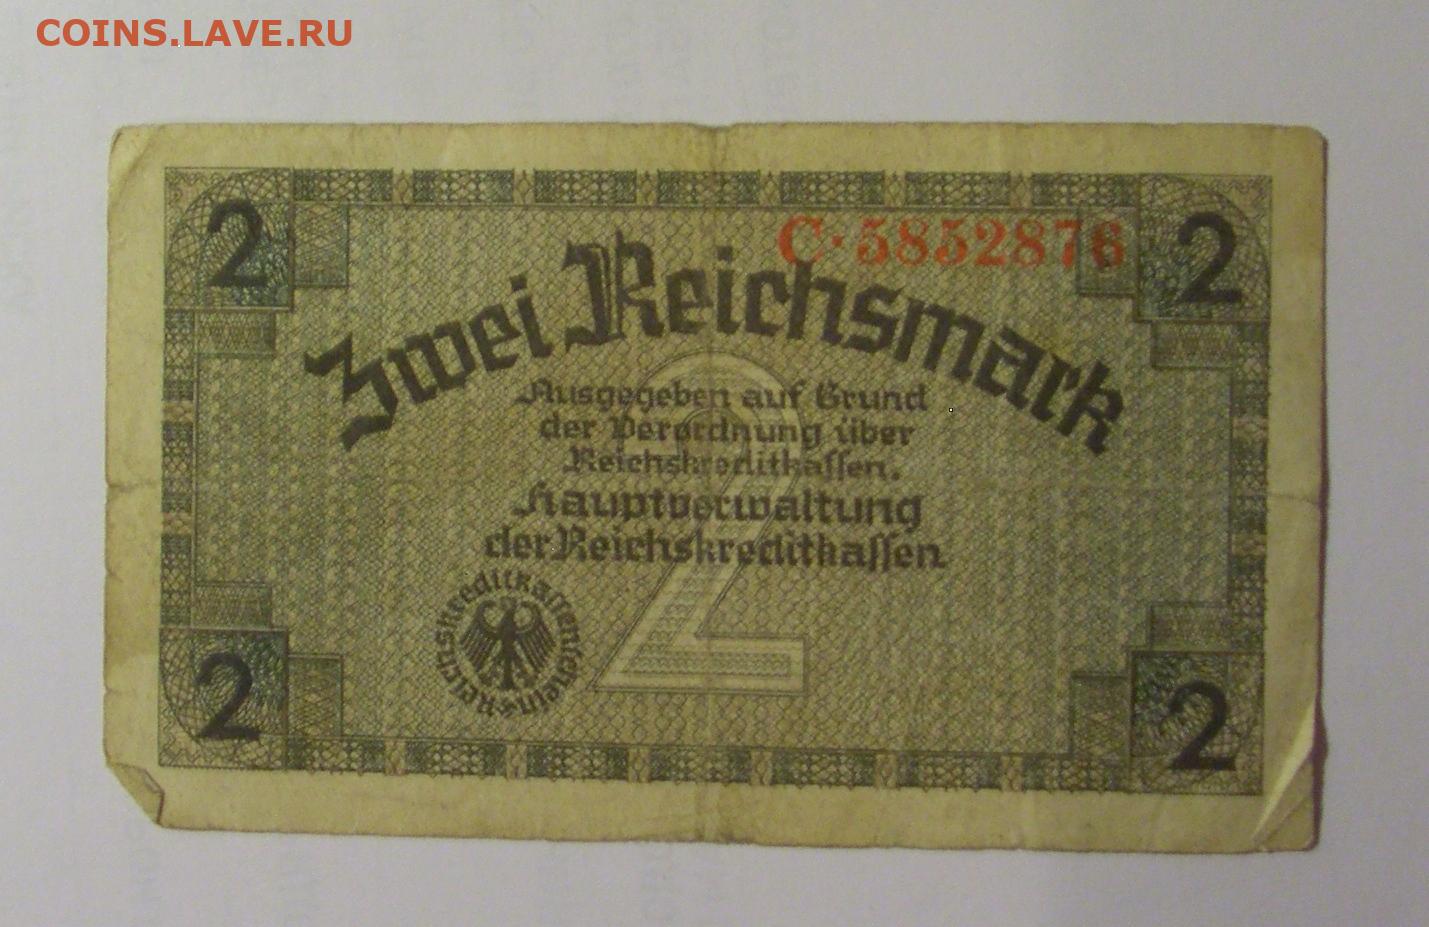 COINS.LAVE.RU
2
2
C·5852876
Zwei Reichsmark
Ausgegeben auf Grund
der Verordnung über
Reichskreditkassen.
Hauptverwaltung
der Reichskreditkassen
2
Reichskreditkassenschein
2
2